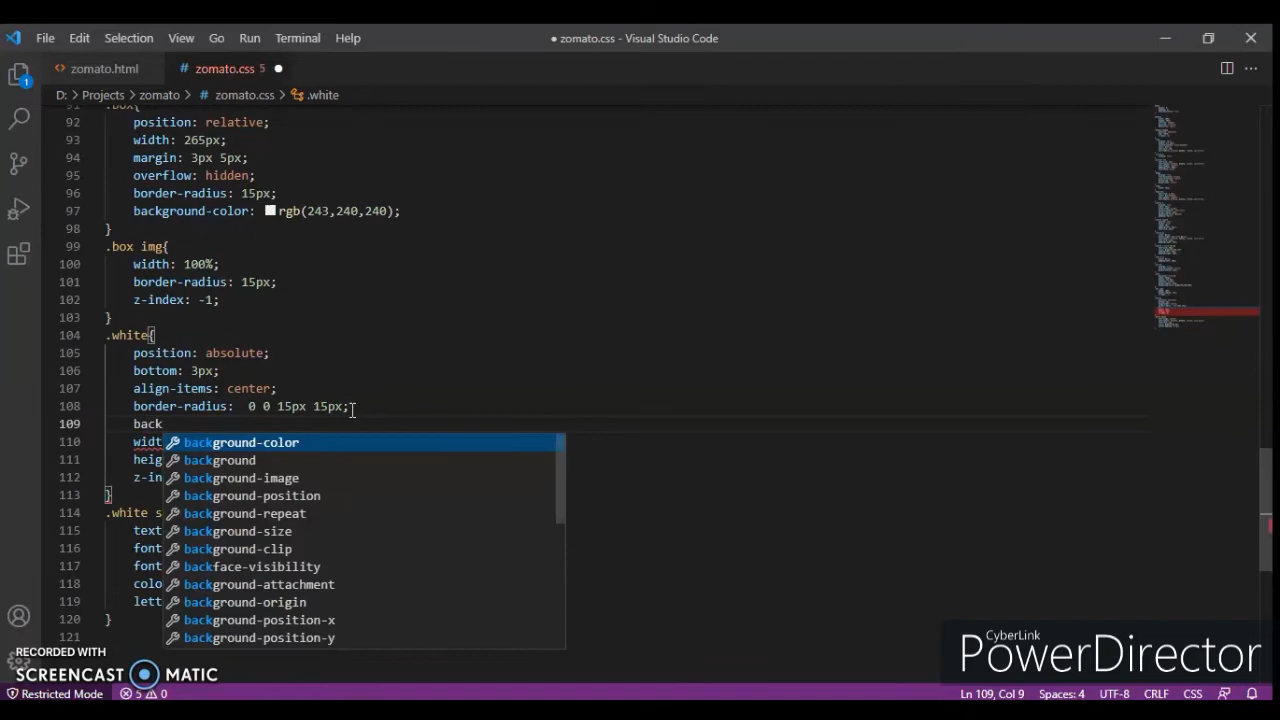 File Edit Selection View Go Run Terminal Help
● zomato.css - Visual Studio Code
1
<> zomato.html # zomato.css 5 ●
D: > Projects > zomato > # zomato.css > .white
91 .box{
92 position: relative;
93 width: 265px;
94 margin: 3px 5px;
95 overflow: hidden;
96 border-radius: 15px;
97 background-color: rgb(243,240,240);
98 }
99 .box img{
100 width: 100%;
101 border-radius: 15px;
102 z-index: -1;
103 }
104 .white{
105 position: absolute;
106 bottom: 3px;
107 align-items: center;
108 border-radius:  0 0 15px 15px;
109 back
110 widt background-color
111 heig background
112 z-in background-image
113 } background-position
114 .white s background-repeat
115 text background-size
116 font background-clip
117 font backface-visibility
118 colo background-attachment
119 lett background-origin
120 } background-position-x
121 background-position-y
RECORDED WITH
SCREENCAST MATIC
CyberLink
PowerDirector
Restricted Mode 5 0 Ln 109, Col 9 Spaces: 4 UTF-8 CRLF CSS